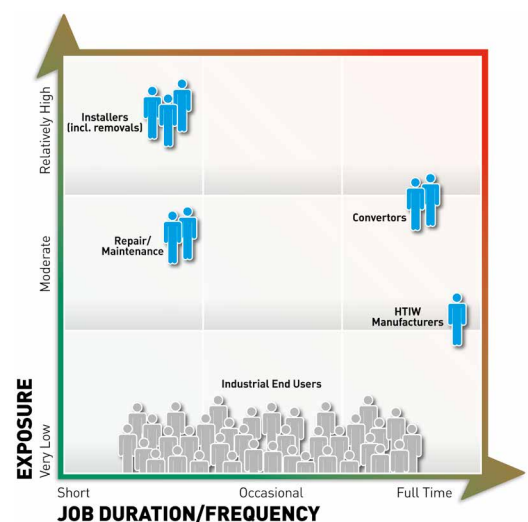 Relatively High
Installers
(incl. removals)
Convertors
Moderate
Repair/
Maintenance
HTIW
Manufacturers
Industrial End Users
EXPOSURE
Very Low
Short
Occasional
Full Time
JOB DURATION/FREQUENCY